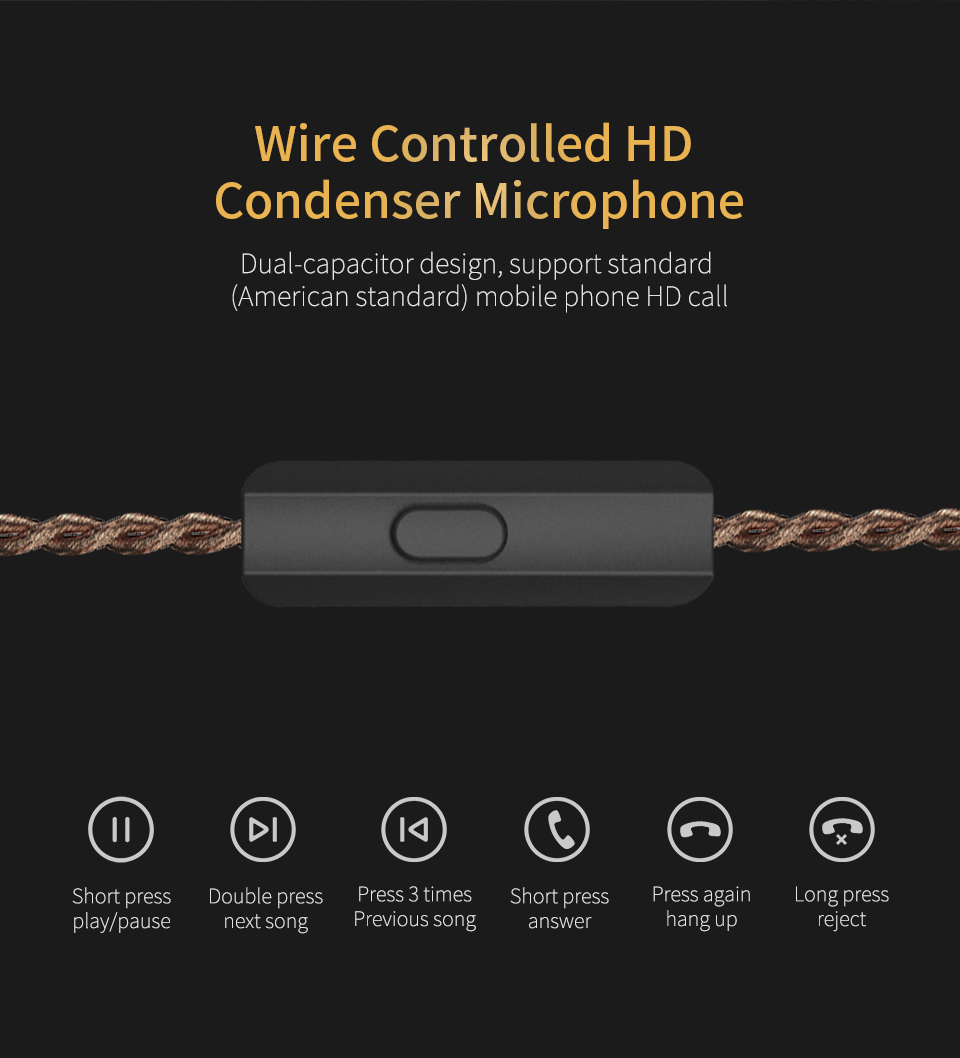 Wire Controlled HD
Condenser Microphone
Dual-capacitor design, support standard
(American standard) mobile phone HD call
Short press
play/pause
Double press
next song
Press 3 times
Previous song
Short press
answer
Press again
hang up
Long press
reject